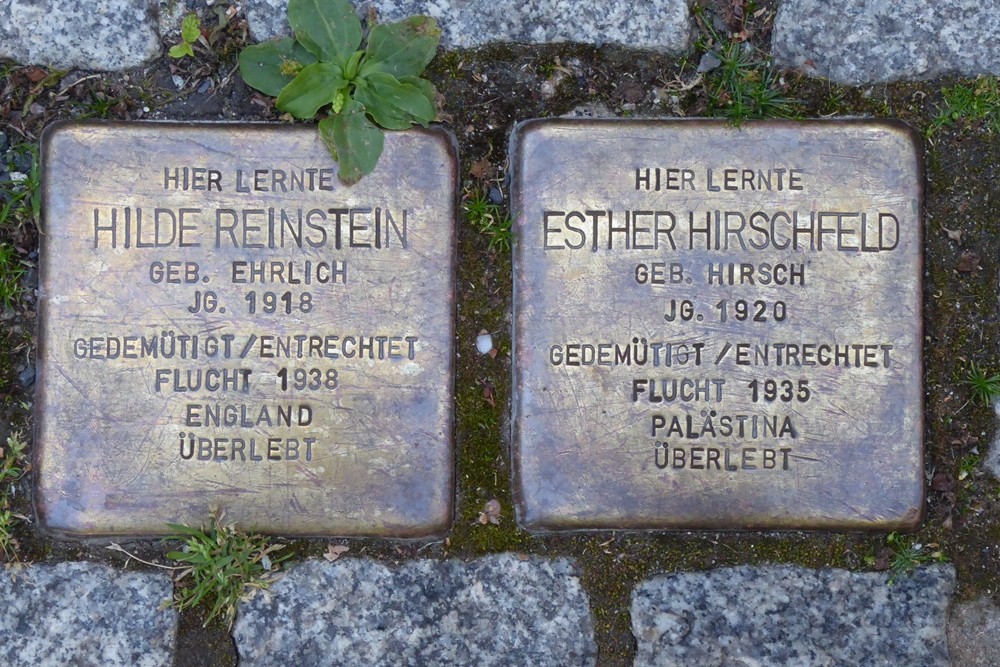 HIER LERNTE
HILDE REINSTEIN
GEB. EHRLICH
JG. 1918
GEDEMÜTIGT/ENTRECHTET
FLUCHT 1938
ENGLAND
ÜBERLEBT
HIER LERNTE
ESTHER HIRSCHFELD
GEB. HIRSCH
JG. 1920
GEDEMÜTIGT/ENTRECHTET
FLUCHT 1935
PALÄSTINA
ÜBERLEBT